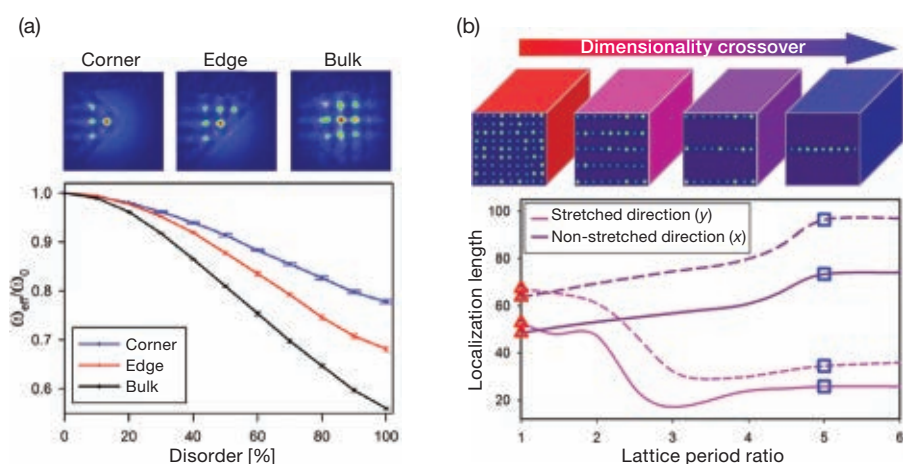 (a)
Corner Edge Bulk
1.0
0.9
0.8
0.7
0.6
ω_eff/ω_0
Corner
Edge
Bulk
0 20 40 60 80 100
Disorder [%]
(b)
Dimensionality crossover
100
80
60
40
20
Localization length
Stretched direction (y)
Non-stretched direction (x)
1 2 3 4 5 6
Lattice period ratio